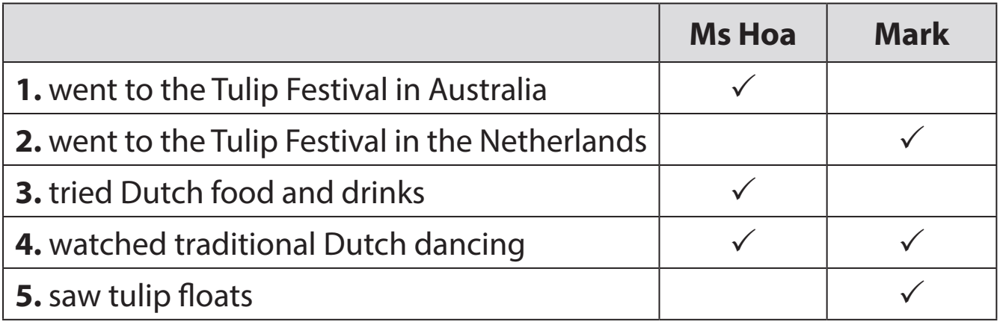 Ms Hoa Mark
1. went to the Tulip Festival in Australia ✓
2. went to the Tulip Festival in the Netherlands ✓
3. tried Dutch food and drinks ✓
4. watched traditional Dutch dancing ✓ ✓
5. saw tulip floats ✓